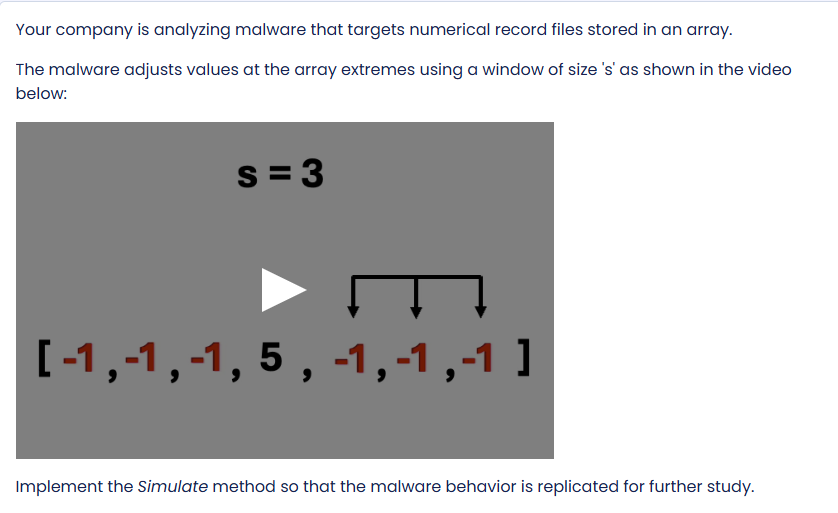 Your company is analyzing malware that targets numerical record files stored in an array.
The malware adjusts values at the array extremes using a window of size 's' as shown in the video
below:
s = 3
[ -1 , -1 , -1 , 5 , -1 , -1 , -1 ]
Implement the Simulate method so that the malware behavior is replicated for further study.